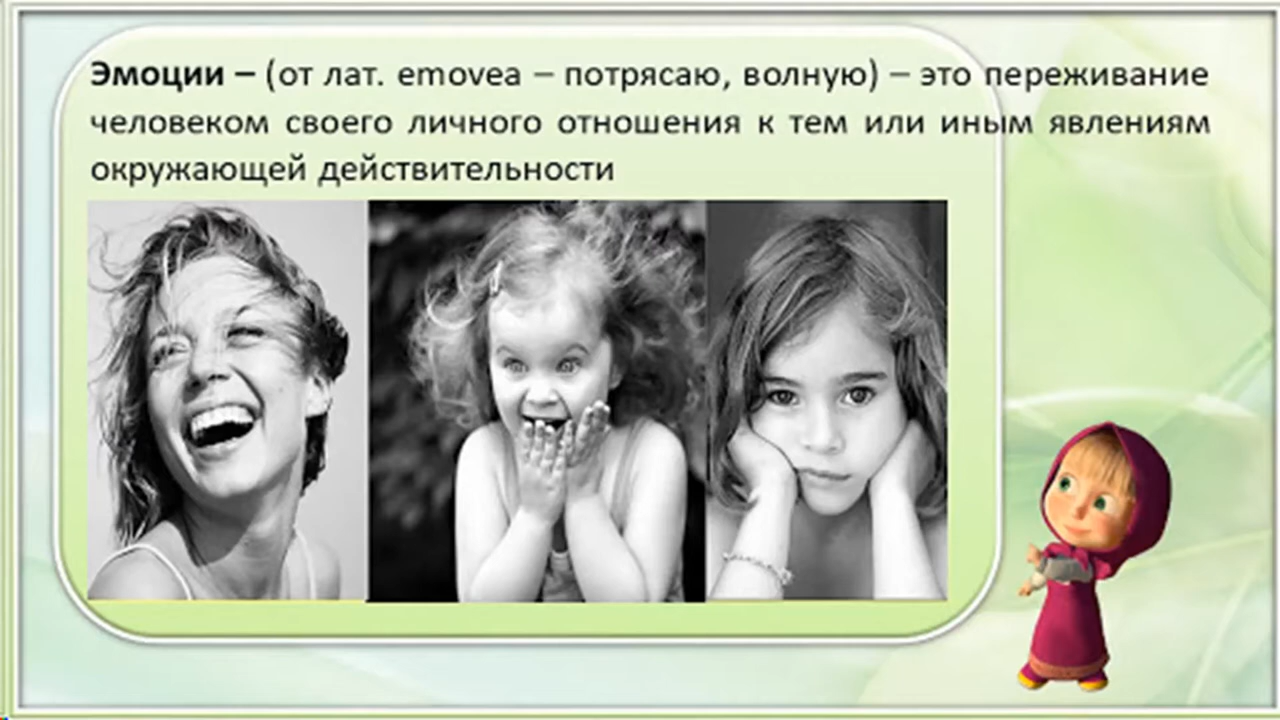 Эмоции – (от лат. emovea – потрясаю, волную) – это переживание
человеком своего личного отношения к тем или иным явлениям
окружающей действительности